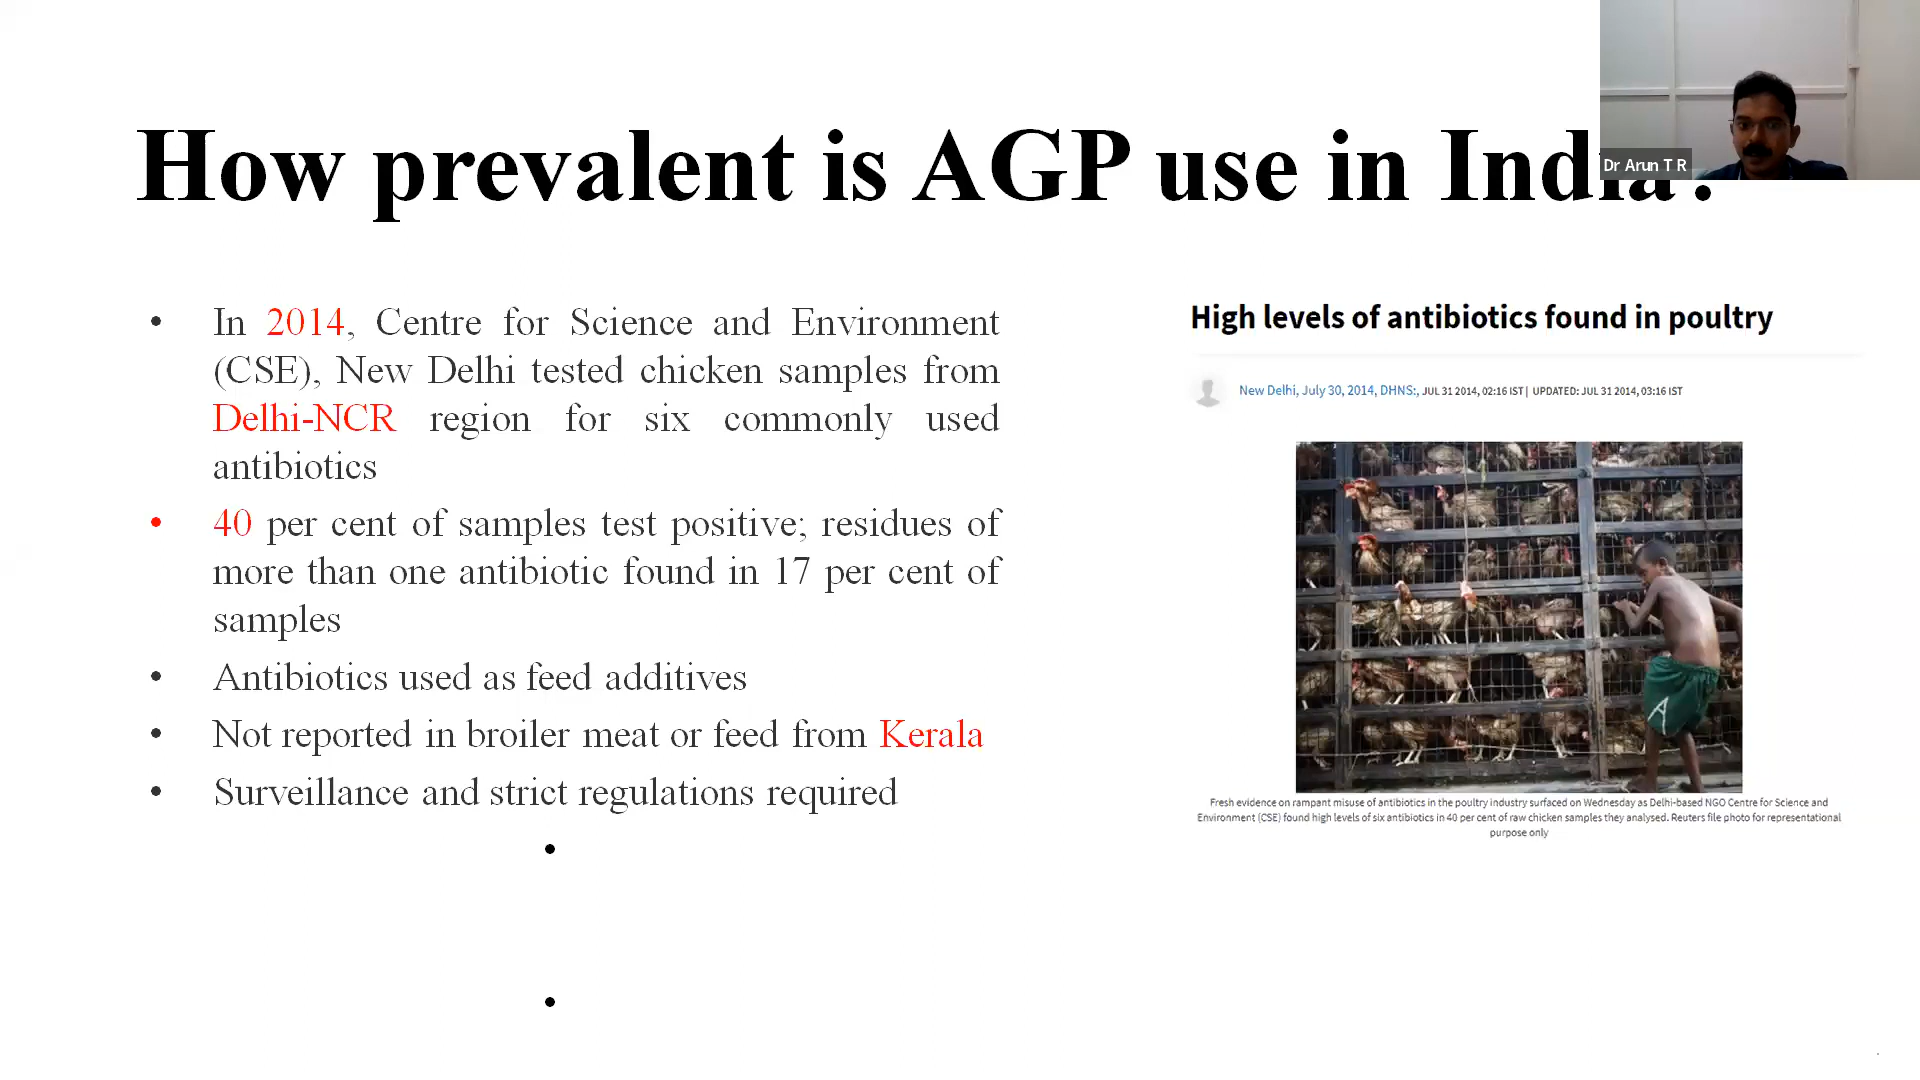 How prevalent is AGP use in India?
Dr Arun T R
• In 2014, Centre for Science and Environment
(CSE), New Delhi tested chicken samples from
Delhi-NCR region for six commonly used
antibiotics
• 40 per cent of samples test positive; residues of
more than one antibiotic found in 17 per cent of
samples
• Antibiotics used as feed additives
• Not reported in broiler meat or feed from Kerala
• Surveillance and strict regulations required
•
•
High levels of antibiotics found in poultry
New Delhi, July 30, 2014, DHNS:, JUL 31 2014, 02:16 IST | UPDATED: JUL 31 2014, 03:16 IST
Fresh evidence on rampant misuse of antibiotics in the poultry industry surfaced on Wednesday as Delhi-based NGO Centre for Science and
Environment (CSE) found high levels of six antibiotics in 40 per cent of raw chicken samples they analysed. Reuters file photo for representational
purpose only